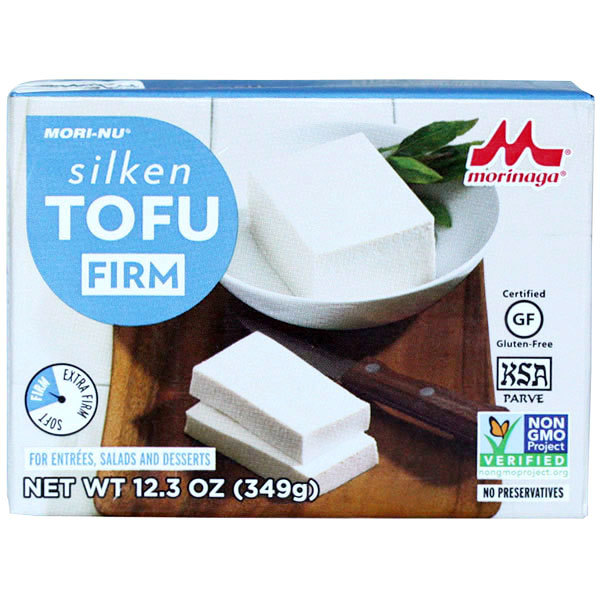 MORI-NU®
silken
TOFU
FIRM
morinaga®
Certified
GF
Gluten-Free
KSA
PARVE
FIRM
EXTRA FIRM
SOFT
NON
GMO
Project
VERIFIED
nongmoproject.org
FOR ENTRÉES, SALADS AND DESSERTS
NET WT 12.3 OZ (349g)
NO PRESERVATIVES